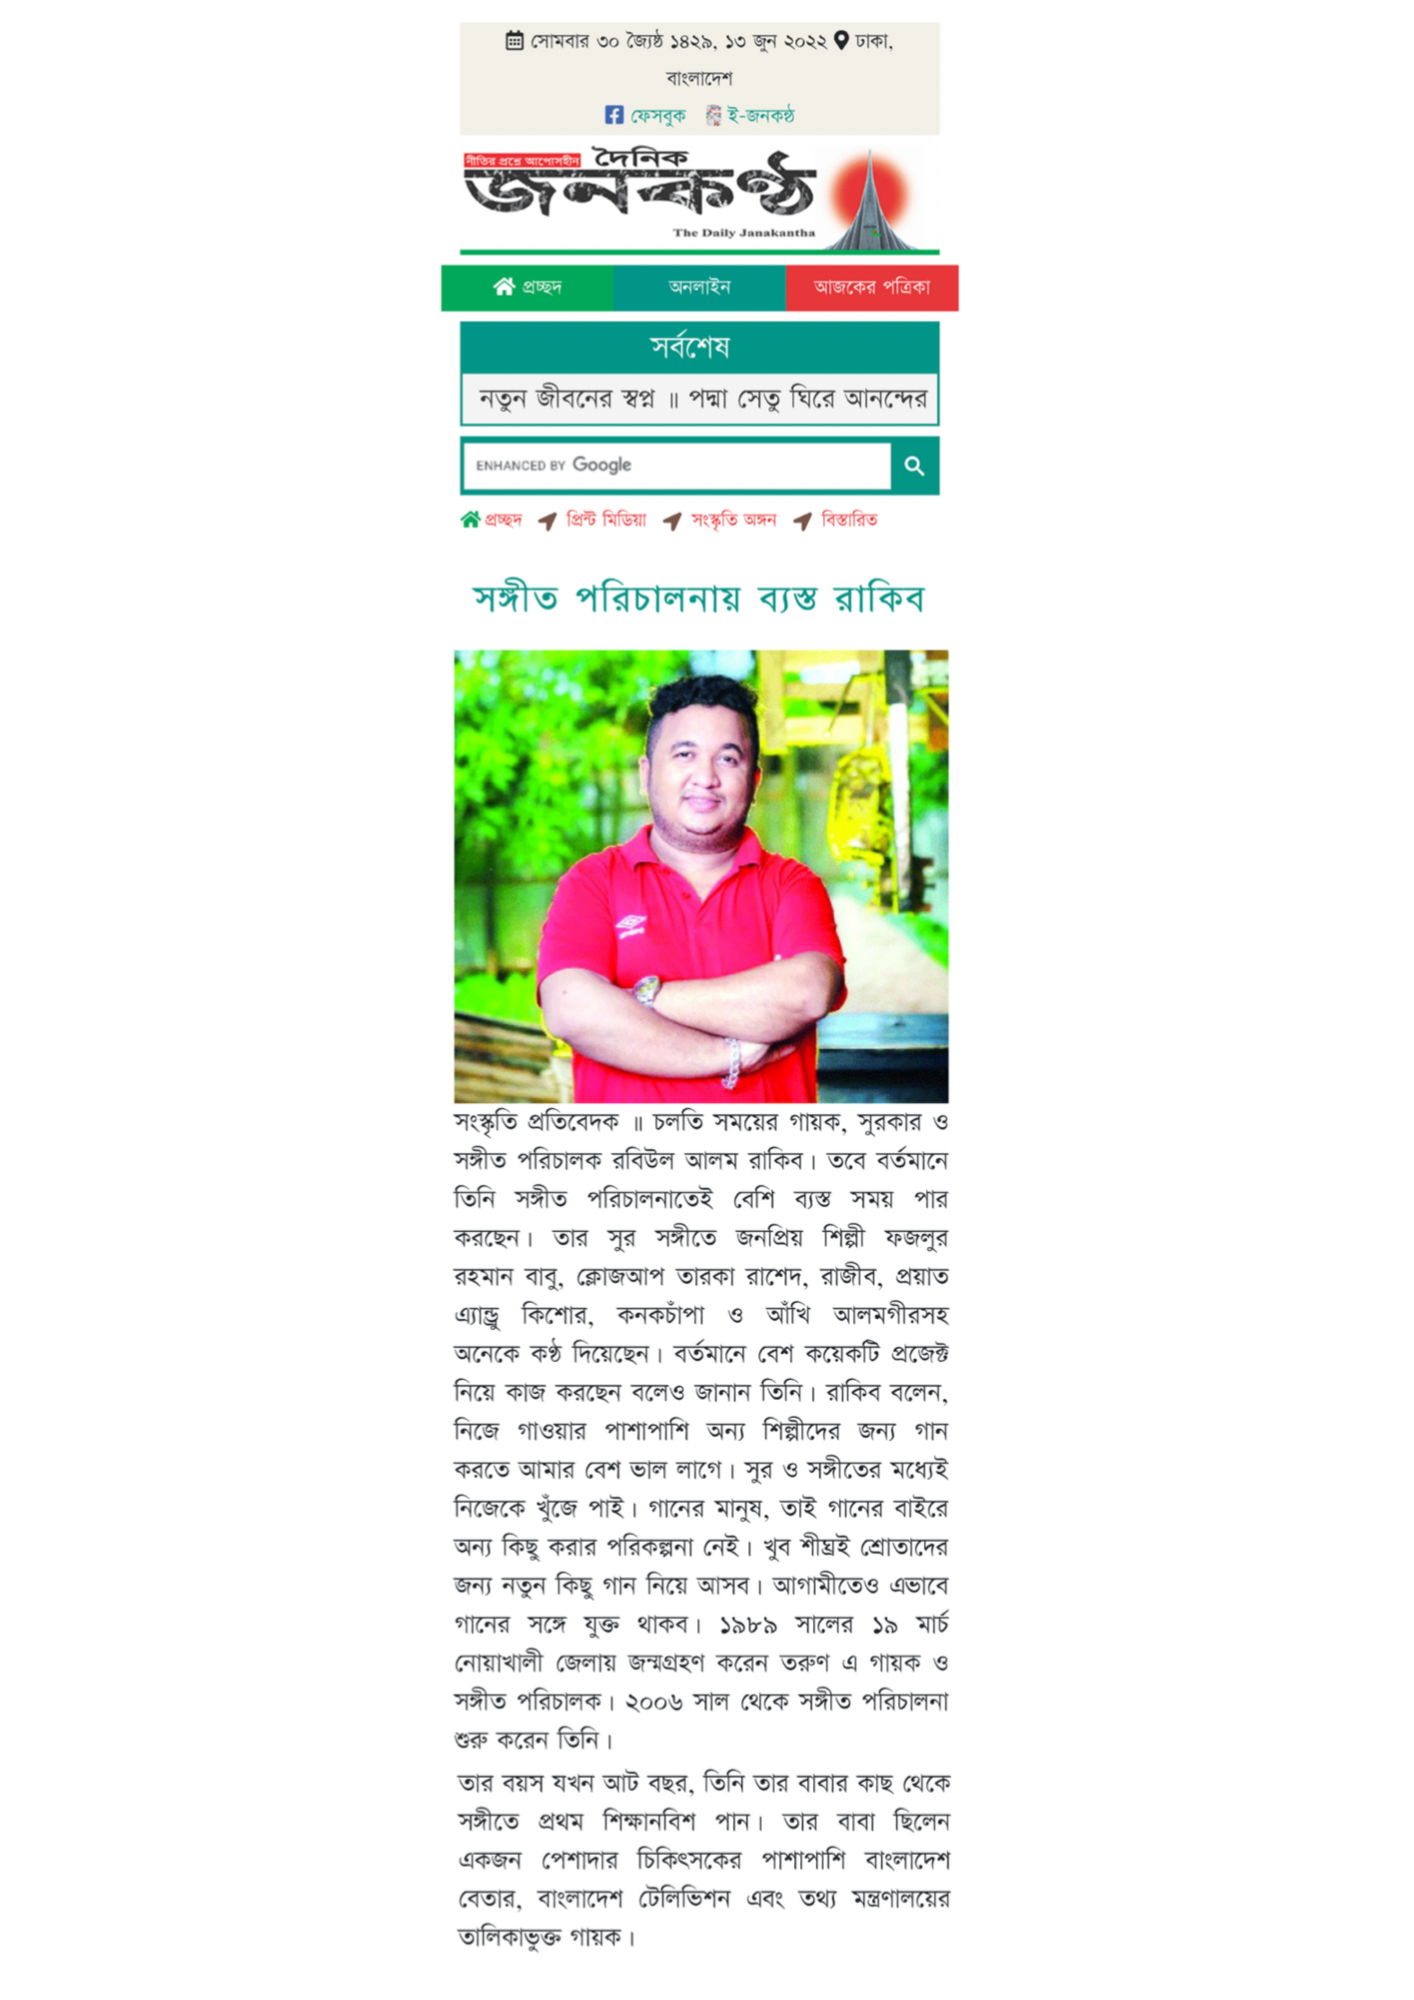 সোমবার ৩০ জ্যৈষ্ঠ ১৪২৯, ১৩ জুন ২০২২ ঢাকা,
বাংলাদেশ
ফেসবুক ই-জনকণ্ঠ
নীতির প্রশ্নে আপোসহীন
দৈনিক
জনকণ্ঠ
The Daily Janakantha
প্রচ্ছদ অনলাইন আজকের পত্রিকা
সর্বশেষ
নতুন জীবনের স্বপ্ন ॥ পদ্মা সেতু ঘিরে আনন্দের
ENHANCED BY Google
প্রচ্ছদ প্রিন্ট মিডিয়া সংস্কৃতি অঙ্গন বিস্তারিত
সঙ্গীত পরিচালনায় ব্যস্ত রাকিব
সংস্কৃতি প্রতিবেদক ॥ চলতি সময়ের গায়ক, সুরকার ও
সঙ্গীত পরিচালক রবিউল আলম রাকিব। তবে বর্তমানে
তিনি সঙ্গীত পরিচালনাতেই বেশি ব্যস্ত সময় পার
করছেন। তার সুর সঙ্গীতে জনপ্রিয় শিল্পী ফজলুর
রহমান বাবু, ক্লোজআপ তারকা রাশেদ, রাজীব, প্রয়াত
এ্যান্ড্রু কিশোর, কনকচাঁপা ও আঁখি আলমগীরসহ
অনেকে কণ্ঠ দিয়েছেন। বর্তমানে বেশ কয়েকটি প্রজেক্ট
নিয়ে কাজ করছেন বলেও জানান তিনি। রাকিব বলেন,
নিজে গাওয়ার পাশাপাশি অন্য শিল্পীদের জন্য গান
করতে আমার বেশ ভাল লাগে। সুর ও সঙ্গীতের মধ্যেই
নিজেকে খুঁজে পাই। গানের মানুষ, তাই গানের বাইরে
অন্য কিছু করার পরিকল্পনা নেই। খুব শীঘ্রই শ্রোতাদের
জন্য নতুন কিছু গান নিয়ে আসব। আগামীতেও এভাবে
গানের সঙ্গে যুক্ত থাকব। ১৯৮৯ সালের ১৯ মার্চ
নোয়াখালী জেলায় জন্মগ্রহণ করেন তরুণ এ গায়ক ও
সঙ্গীত পরিচালক। ২০০৬ সাল থেকে সঙ্গীত পরিচালনা
শুরু করেন তিনি।
তার বয়স যখন আট বছর, তিনি তার বাবার কাছ থেকে
সঙ্গীতে প্রথম শিক্ষানবিশ পান। তার বাবা ছিলেন
একজন পেশাদার চিকিৎসকের পাশাপাশি বাংলাদেশ
বেতার, বাংলাদেশ টেলিভিশন এবং তথ্য মন্ত্রণালয়ের
তালিকাভুক্ত গায়ক।